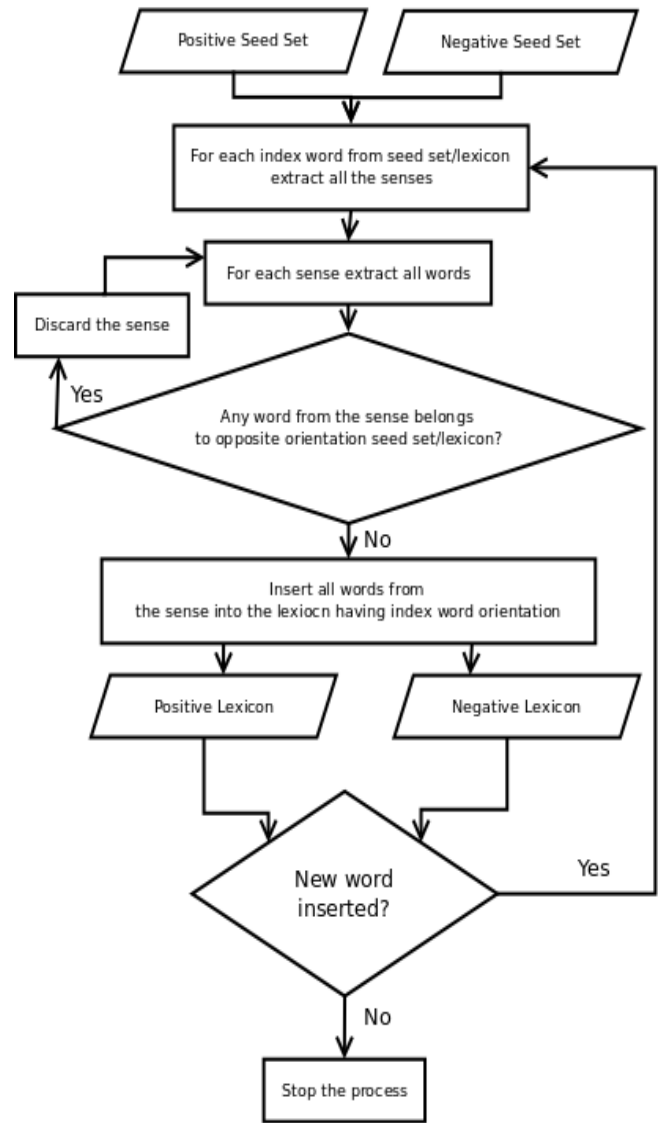 Positive Seed Set
Negative Seed Set
For each index word from seed set/lexicon
extract all the senses
For each sense extract all words
Discard the sense
Yes
Any word from the sense belongs
to opposite orientation seed set/lexicon?
No
Insert all words from
the sense into the lexiocn having index word orientation
Positive Lexicon
Negative Lexicon
New word
inserted?
Yes
No
Stop the process